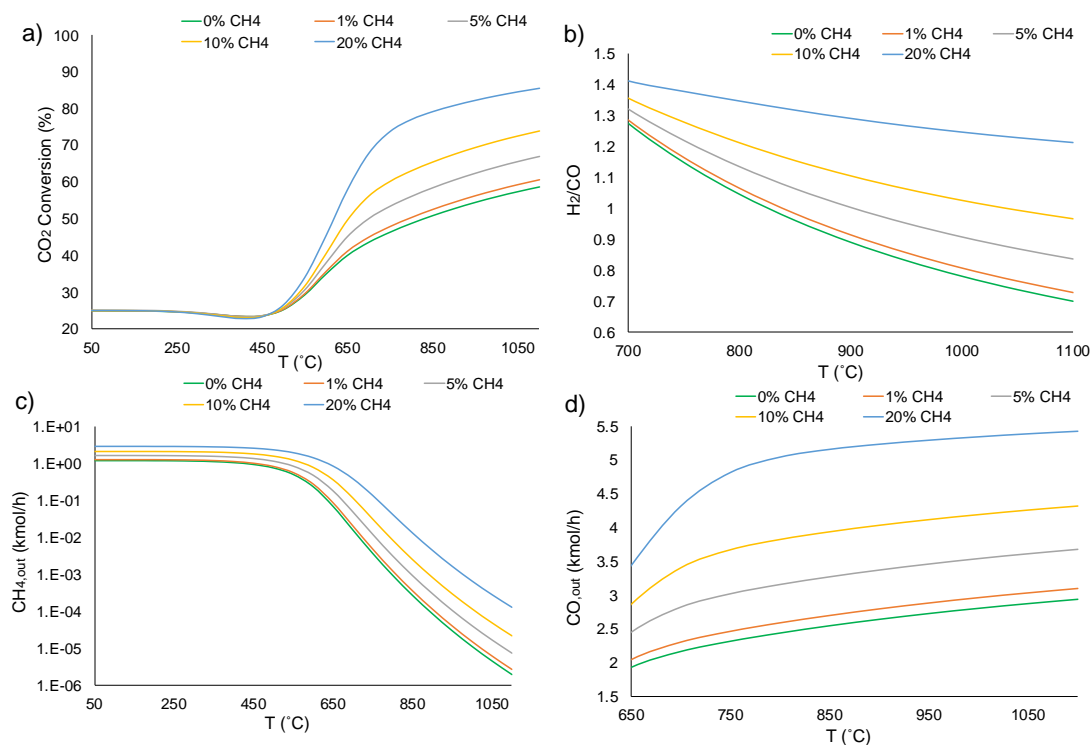 a)
0% CH4 1% CH4 5% CH4
10% CH4 20% CH4
CO2 Conversion (%)
100
90
80
70
60
50
40
30
20
50 250 450 650 850 1050
T (˚C)
b)
0% CH4 1% CH4 5% CH4
10% CH4 20% CH4
H2/CO
1.5
1.4
1.3
1.2
1.1
1
0.9
0.8
0.7
0.6
700 800 900 1000 1100
T (˚C)
c)
0% CH4 1% CH4 5% CH4
10% CH4 20% CH4
CH4,out (kmol/h)
1.E+01
1.E+00
1.E-01
1.E-02
1.E-03
1.E-04
1.E-05
1.E-06
50 250 450 650 850 1050
T (˚C)
d)
0% CH4 1% CH4 5% CH4
10% CH4 20% CH4
CO,out (kmol/h)
5.5
5
4.5
4
3.5
3
2.5
2
1.5
650 750 850 950 1050
T (˚C)